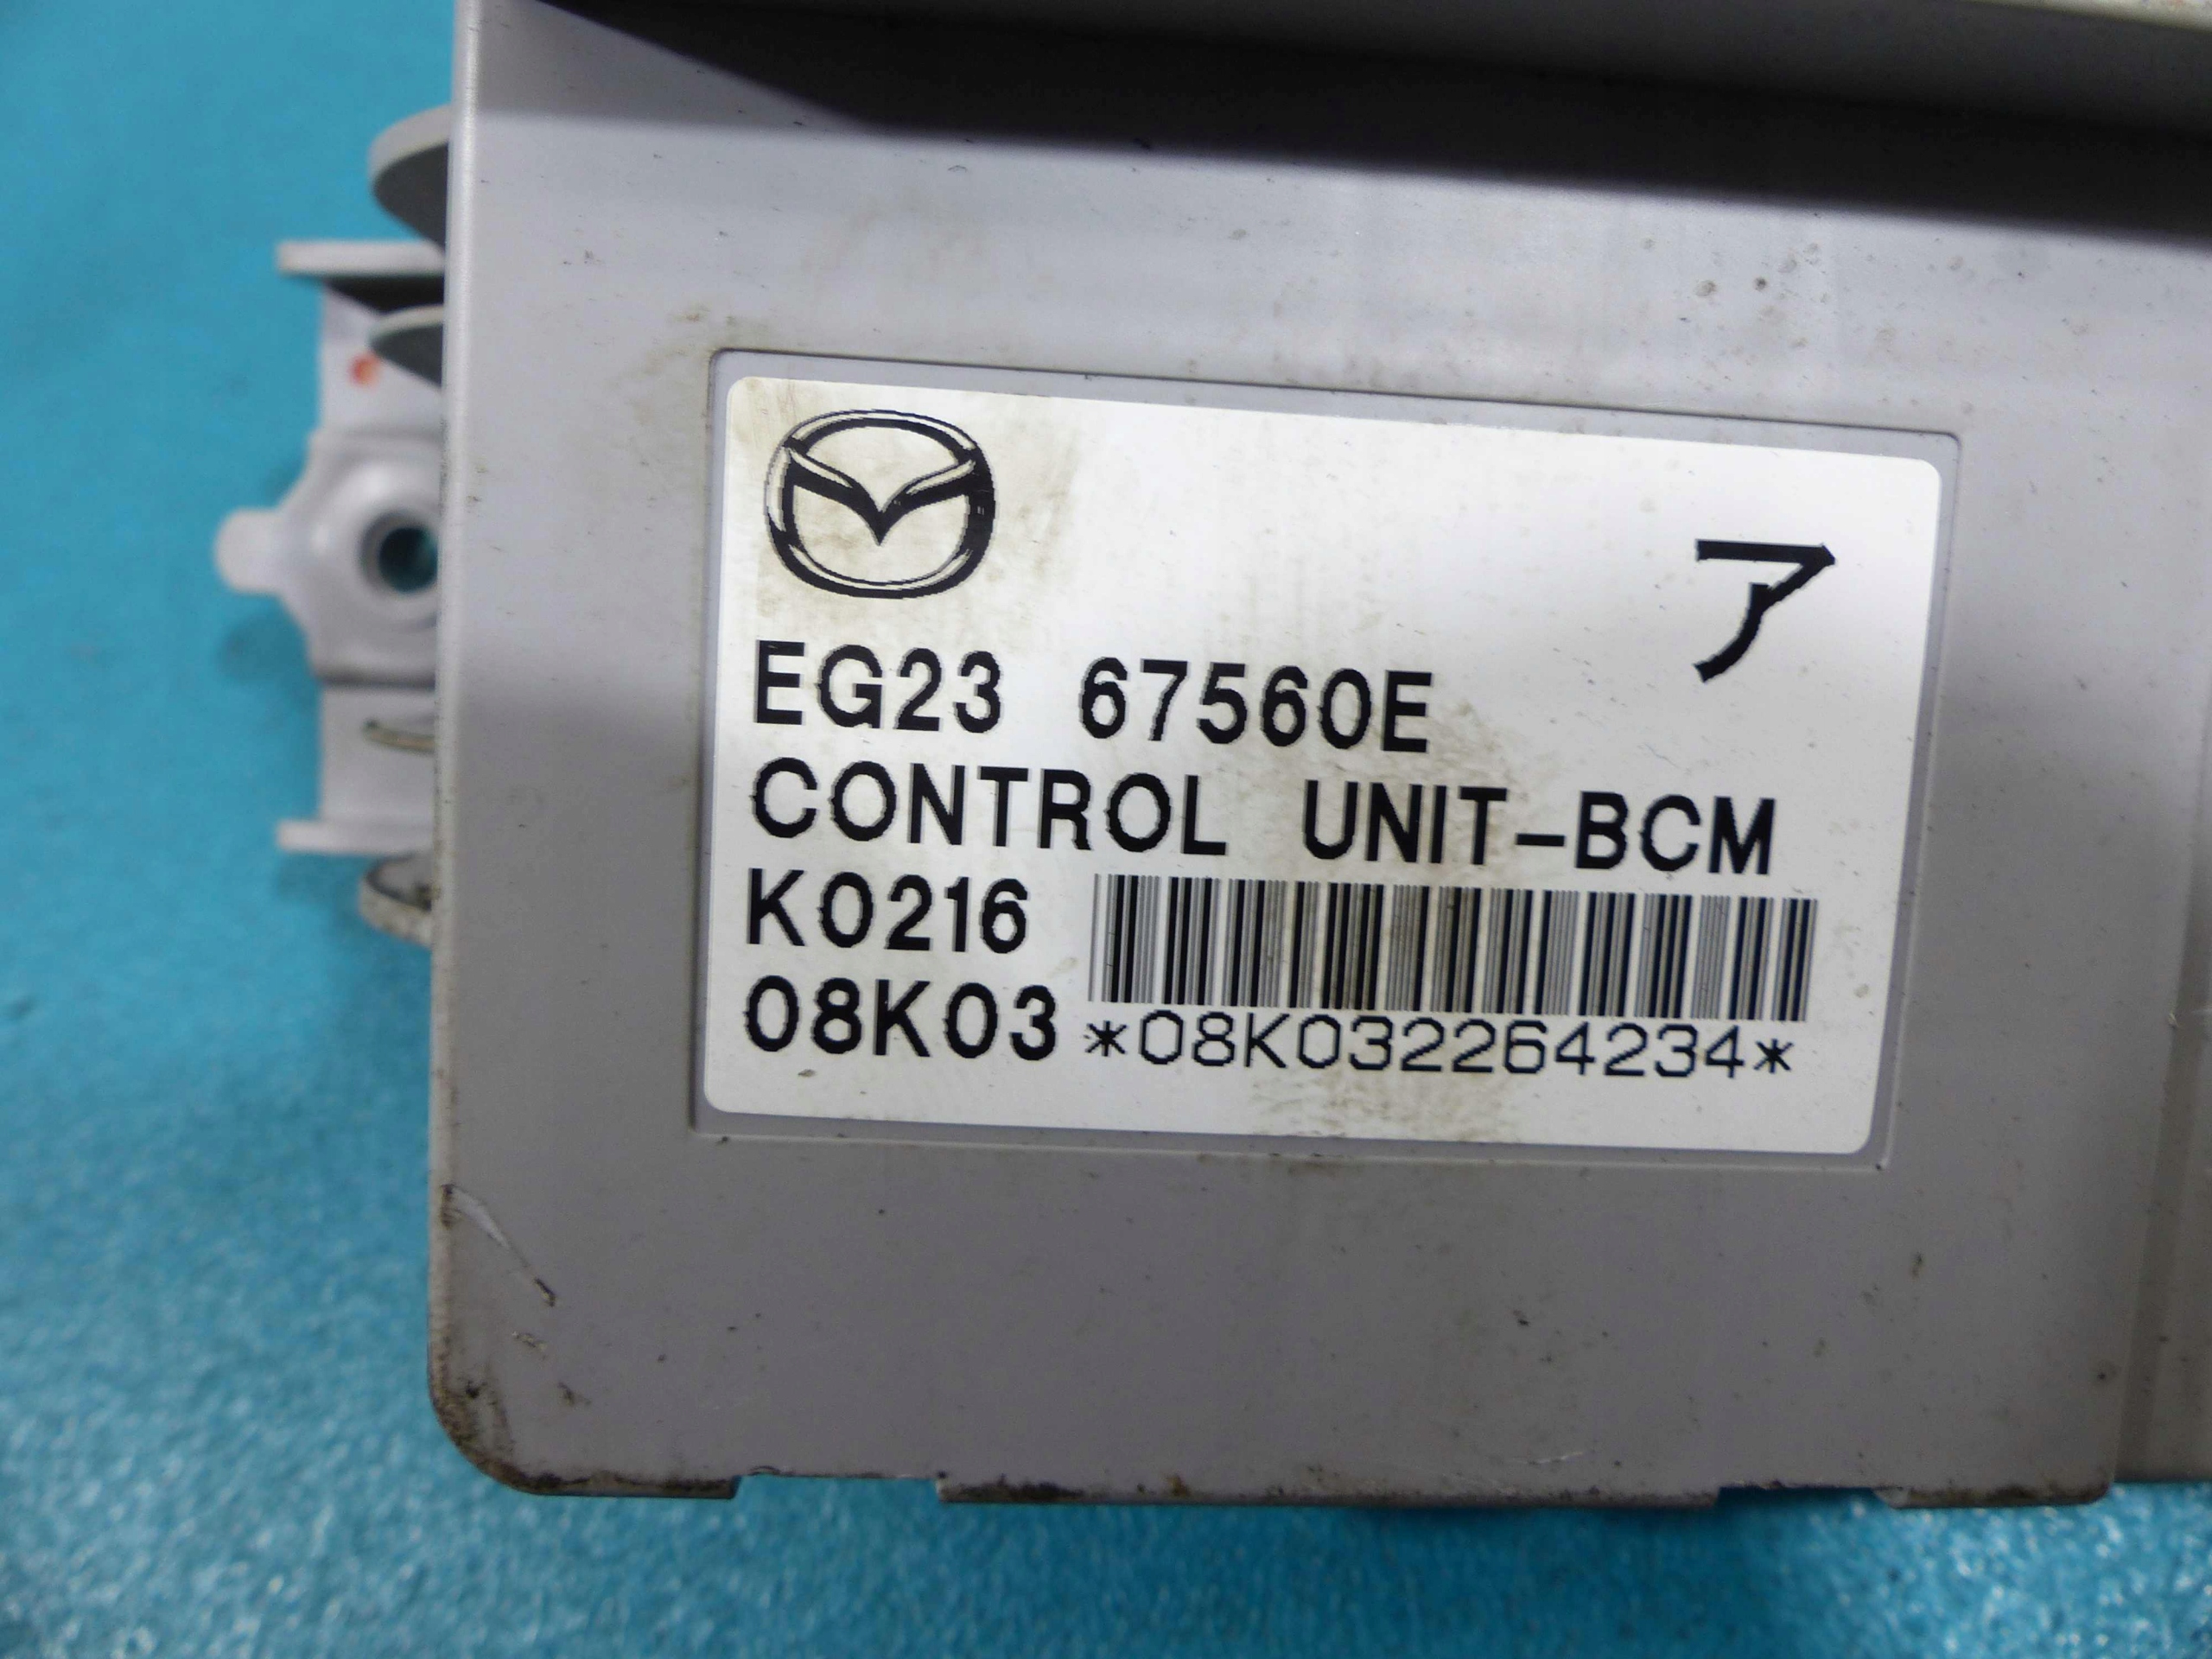 ア
EG23 67560E
CONTROL UNIT-BCM
K0216
08K03 *08K032264234*